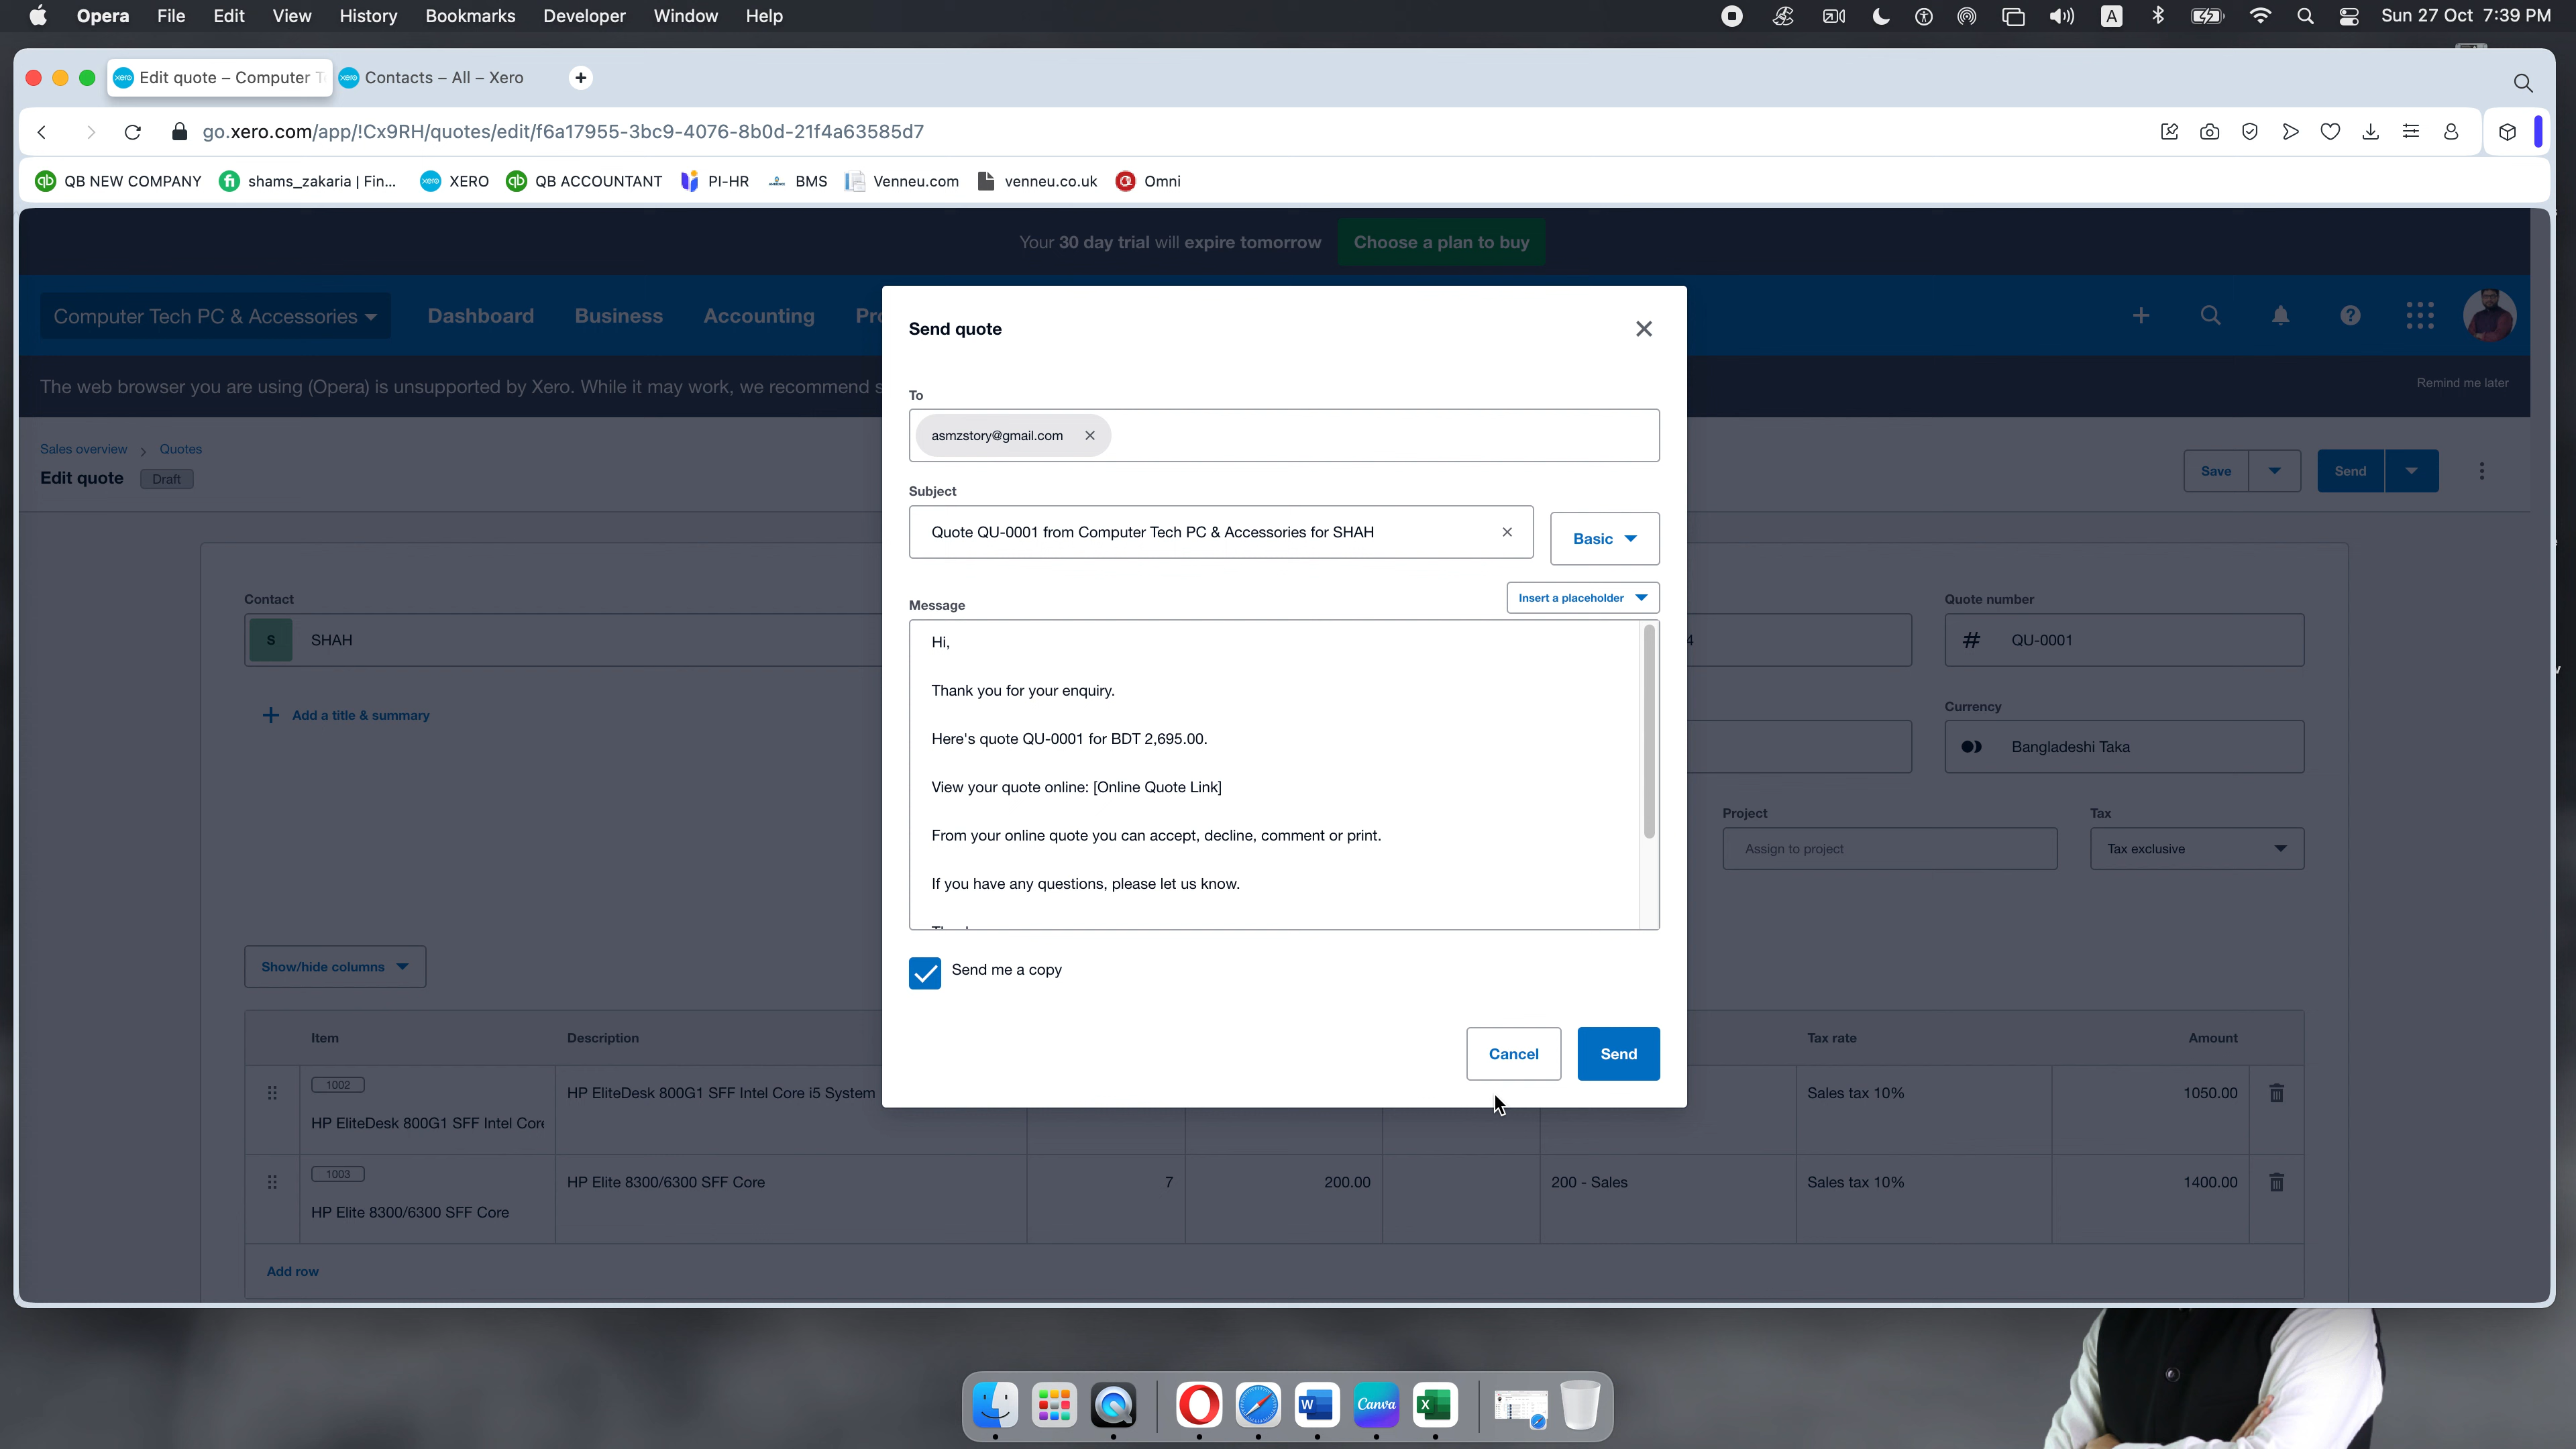 Opera File Edit View History Bookmarks Developer Window Help
A
Sun 27 Oct 7:39 PM
xero Edit quote – Computer T
xero Contacts – All – Xero
go.xero.com/app/!Cx9RH/quotes/edit/f6a17955-3bc9-4076-8b0d-21f4a63585d7
qb QB NEW COMPANY
fi shams_zakaria | Fin...
xero XERO
qb QB ACCOUNTANT
PI-HR
BMS
Venneu.com
venneu.co.uk
Omni
Your 30 day trial will expire tomorrow
Choose a plan to buy
Computer Tech PC & Accessories
Dashboard
Business
Accounting
Pro
The web browser you are using (Opera) is unsupported by Xero. While it may work, we recommend s
Remind me later
Sales overview
Quotes
Edit quote
Draft
Save
Send
Send quote
To
asmzstory@gmail.com
Subject
Quote QU-0001 from Computer Tech PC & Accessories for SHAH
Basic
Message
Insert a placeholder
Hi,
Thank you for your enquiry.
Here's quote QU-0001 for BDT 2,695.00.
View your quote online: [Online Quote Link]
From your online quote you can accept, decline, comment or print.
If you have any questions, please let us know.
Send me a copy
Cancel
Send
Contact
S
SHAH
Add a title & summary
4
Quote number
# QU-0001
Currency
Bangladeshi Taka
Project
Assign to project
Tax
Tax exclusive
Show/hide columns
Item
Description
Tax rate
Amount
1002
HP EliteDesk 800G1 SFF Intel Core
HP EliteDesk 800G1 SFF Intel Core i5 System
Sales tax 10%
1050.00
1003
HP Elite 8300/6300 SFF Core
HP Elite 8300/6300 SFF Core
7
200.00
200 - Sales
Sales tax 10%
1400.00
Add row
W
Canva
X